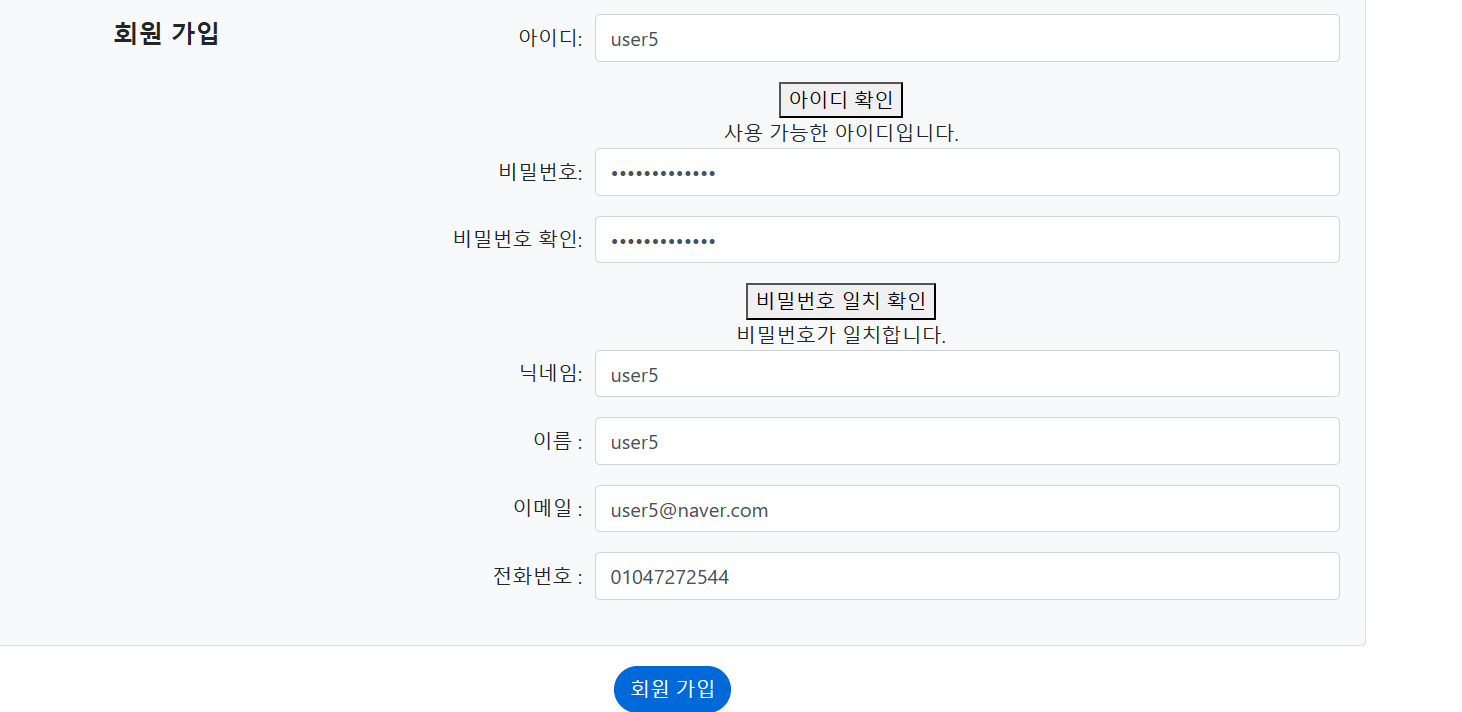 회원 가입
아이디: user5
아이디 확인
사용 가능한 아이디입니다.
비밀번호: •••••••••••••
비밀번호 확인: •••••••••••••
비밀번호 일치 확인
비밀번호가 일치합니다.
닉네임: user5
이름 : user5
이메일 : user5@naver.com
전화번호 : 01047272544
회원 가입